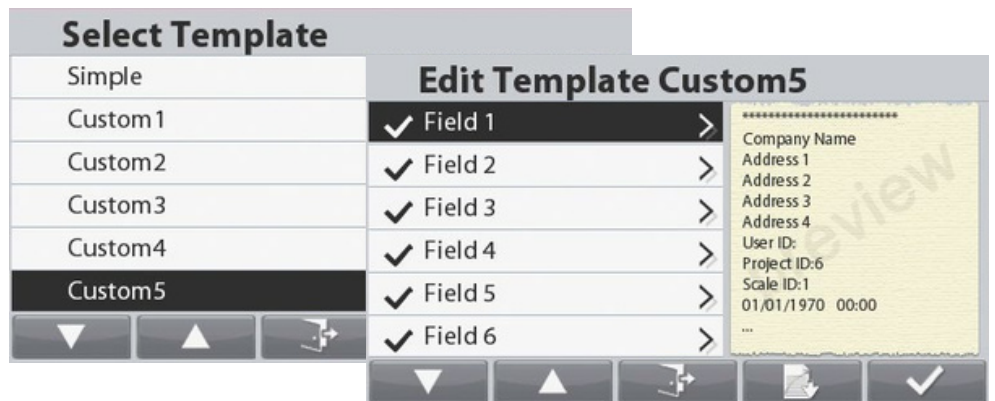 Select Template
Simple
Custom1
Custom2
Custom3
Custom4
Custom5
Edit Template Custom5
Field 1
Field 2
Field 3
Field 4
Field 5
Field 6
************************
Company Name
Address 1
Address 2
Address 3
Address 4
User ID:
Project ID:6
Scale ID:1
01/01/1970 00:00
...
Preview